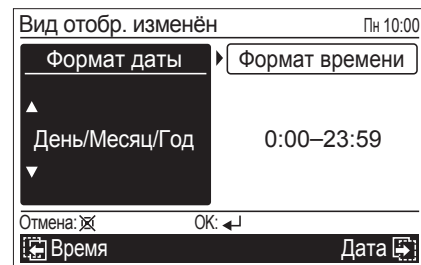 Вид отобр. изменён Пн 10:00
Формат даты Формат времени
День/Месяц/Год 0:00–23:59
Отмена: OK:
Время Дата